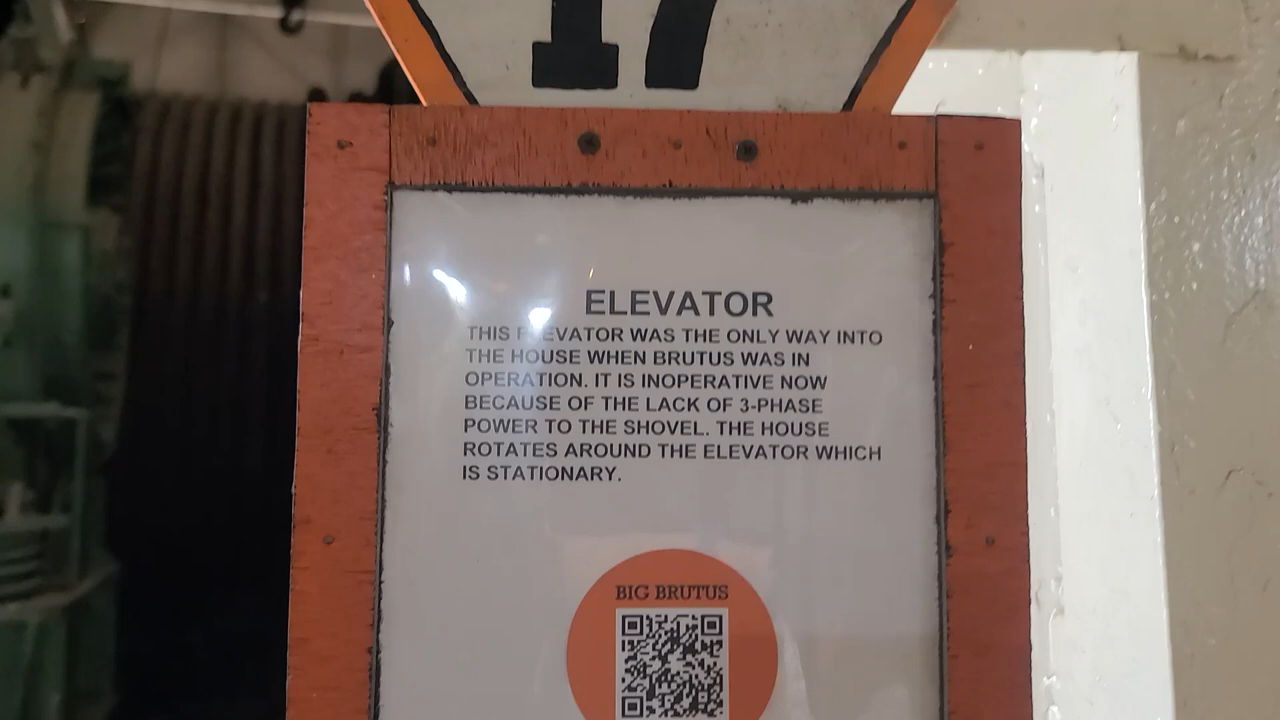 17
ELEVATOR
THIS ELEVATOR WAS THE ONLY WAY INTO
THE HOUSE WHEN BRUTUS WAS IN
OPERATION. IT IS INOPERATIVE NOW
BECAUSE OF THE LACK OF 3-PHASE
POWER TO THE SHOVEL. THE HOUSE
ROTATES AROUND THE ELEVATOR WHICH
IS STATIONARY.
BIG BRUTUS